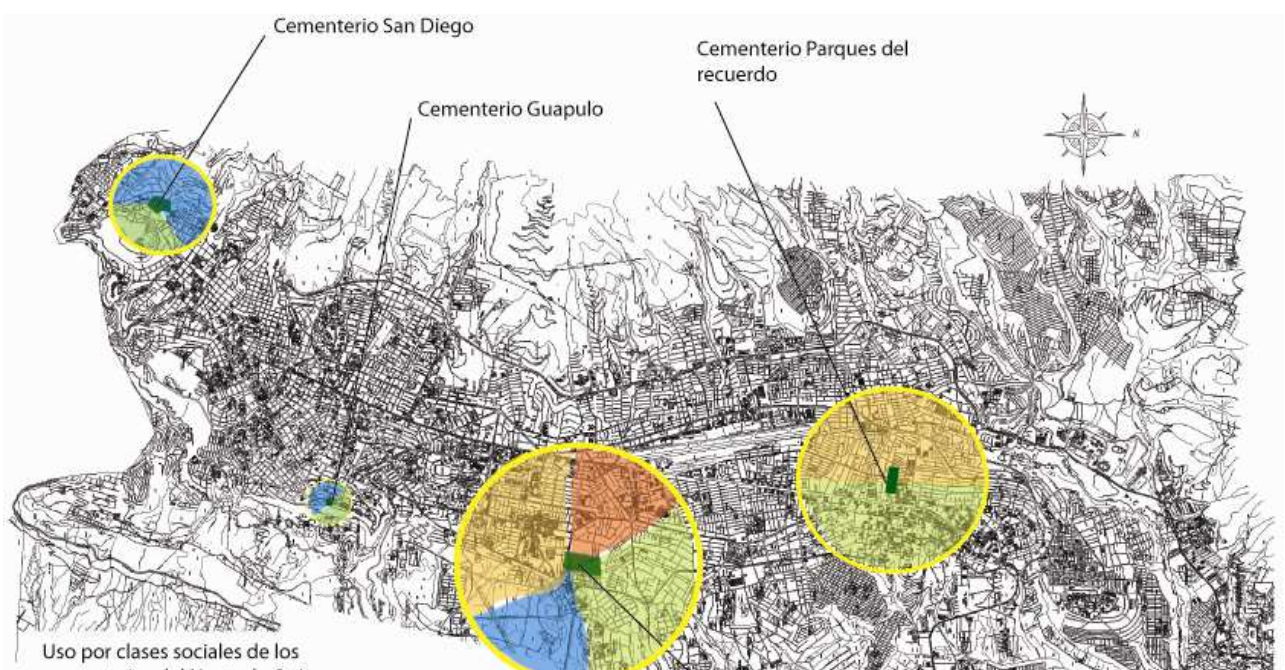 Cementerio San Diego
Cementerio Parques del
recuerdo
Cementerio Guapulo
N
Uso por clases sociales de los